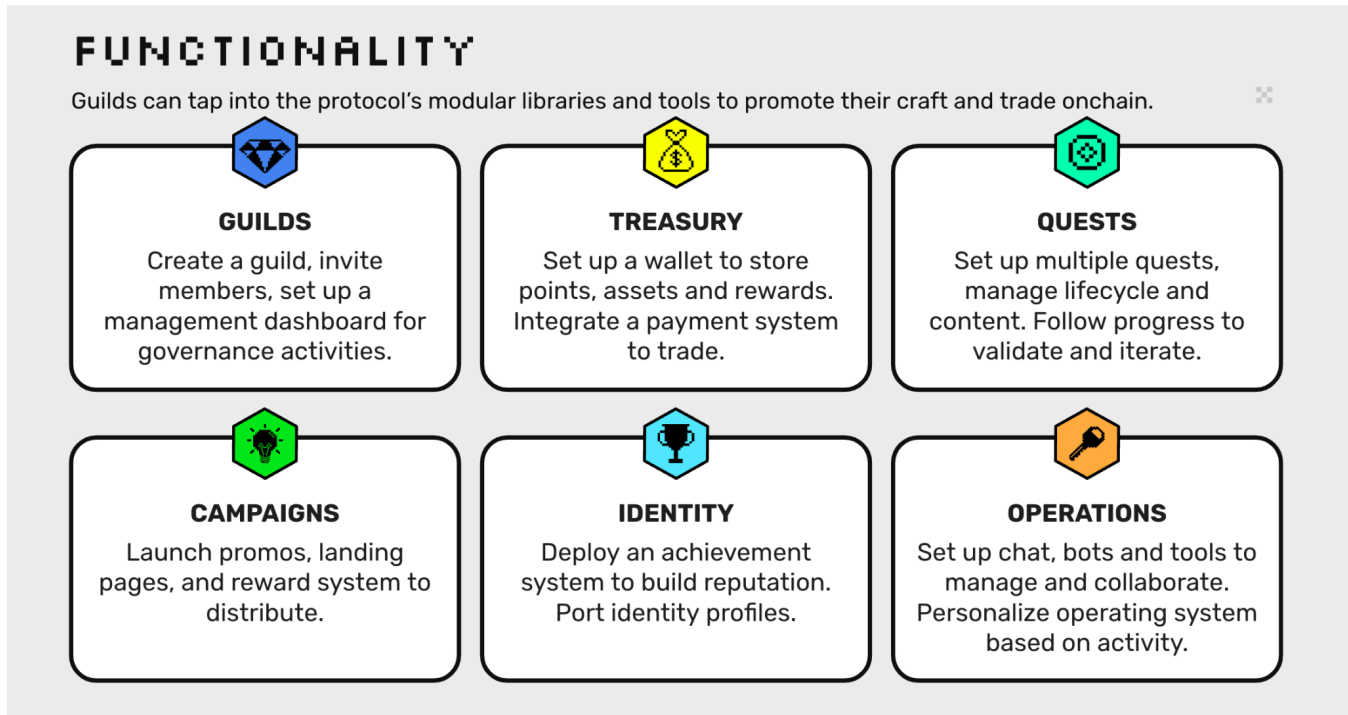 FUNCTIONALITY
Guilds can tap into the protocol’s modular libraries and tools to promote their craft and trade onchain.
GUILDS
Create a guild, invite
members, set up a
management dashboard for
governance activities.
TREASURY
Set up a wallet to store
points, assets and rewards.
Integrate a payment system
to trade.
QUESTS
Set up multiple quests,
manage lifecycle and
content. Follow progress to
validate and iterate.
CAMPAIGNS
Launch promos, landing
pages, and reward system to
distribute.
IDENTITY
Deploy an achievement
system to build reputation.
Port identity profiles.
OPERATIONS
Set up chat, bots and tools to
manage and collaborate.
Personalize operating system
based on activity.